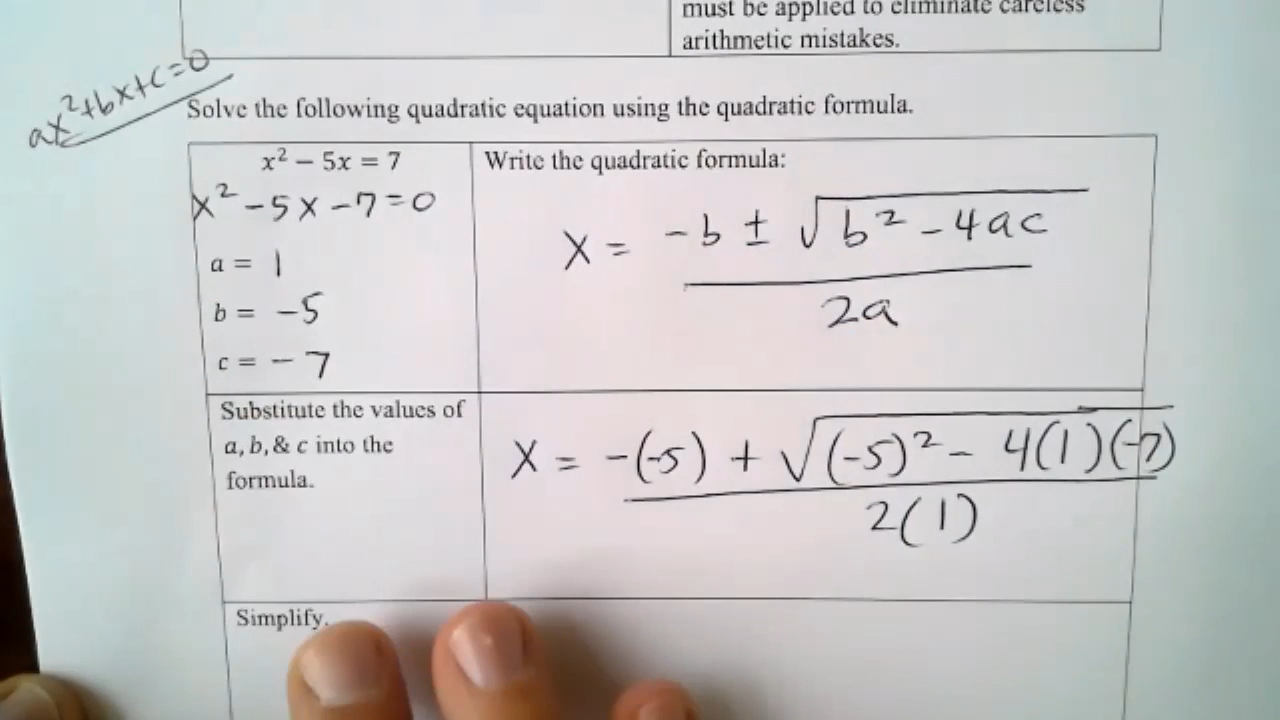 must be applied to eliminate careless
arithmetic mistakes.
ax²+bx+c=0
Solve the following quadratic equation using the quadratic formula.
x² − 5x = 7
x² -5x -7=0
a = 1
b = -5
c = -7
Write the quadratic formula:
X = (-b ± √(b² - 4ac)) / 2a
Substitute the values of
a, b, & c into the
formula.
X = (-(-5) + √((-5)² - 4(1)(-7))) / 2(1)
Simplify.